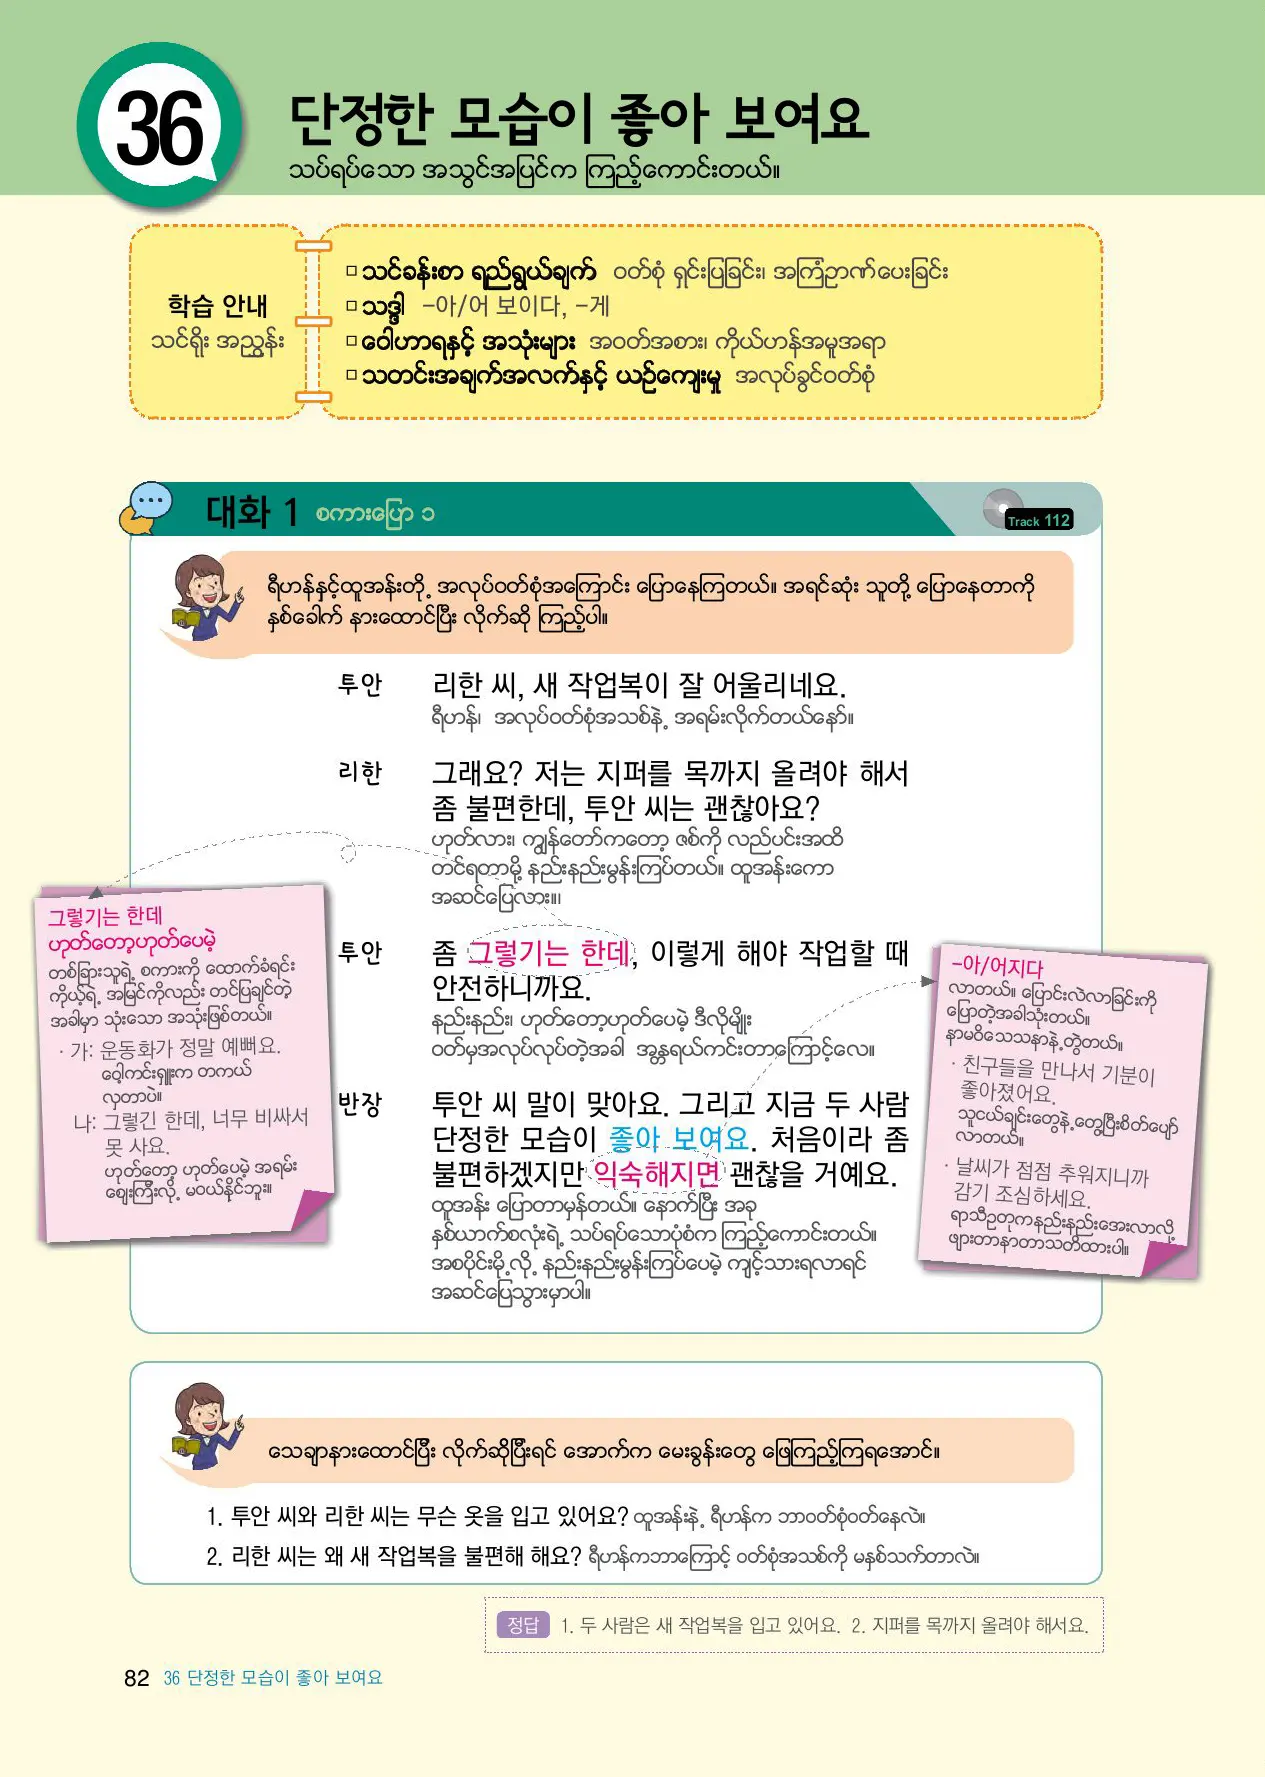 36
단정한 모습이 좋아 보여요
သပ်ရပ်သော အသွင်အပြင်က ကြည့်ကောင်းတယ်။
학습 안내
သင်ရိုး အညွှန်း
□ သင်ခန်းစာ ရည်ရွယ်ချက် ဝတ်စုံ ရှင်းပြခြင်း၊ အကြံဉာဏ်ပေးခြင်း
□ သဒ္ဒါ -아/어 보이다, -게
□ ဝေါဟာရနှင့် အသုံးများ အဝတ်အစား၊ ကိုယ်ဟန်အမူအရာ
□ သတင်းအချက်အလက်နှင့် ယဉ်ကျေးမှု အလုပ်ခွင်ဝတ်စုံ
대화 1 စကားပြော ၁
Track 112
ရီဟန်နှင့်ထူအန်းတို့ အလုပ်ဝတ်စုံအကြောင်း ပြောနေကြတယ်။ အရင်ဆုံး သူတို့ ပြောနေတာကို
နှစ်ခေါက် နားထောင်ပြီး လိုက်ဆို ကြည့်ပါ။
투안 리한 씨, 새 작업복이 잘 어울리네요.
ရီဟန်၊ အလုပ်ဝတ်စုံအသစ်နဲ့ အရမ်းလိုက်တယ်နော်။
리한 그래요? 저는 지퍼를 목까지 올려야 해서
좀 불편한데, 투안 씨는 괜찮아요?
ဟုတ်လား၊ ကျွန်တော်ကတော့ ဇစ်ကို လည်ပင်းအထိ
တင်ရတာမို့ နည်းနည်းမွန်းကြပ်တယ်။ ထူအန်းကော
အဆင်ပြေလား။၊
투안 좀 그렇기는 한데, 이렇게 해야 작업할 때
안전하니까요.
နည်းနည်း၊ ဟုတ်တော့ဟုတ်ပေမဲ့ ဒီလိုမျိုး
ဝတ်မှအလုပ်လုပ်တဲ့အခါ အန္တရယ်ကင်းတာကြောင့်လေ။
반장 투안 씨 말이 맞아요. 그리고 지금 두 사람
단정한 모습이 좋아 보여요. 처음이라 좀
불편하겠지만 익숙해지면 괜찮을 거예요.
ထူအန်း ပြောတာမှန်တယ်။ နောက်ပြီး အခု
နှစ်ယာက်စလုံးရဲ့ သပ်ရပ်သောပုံစံက ကြည့်ကောင်းတယ်။
အစပိုင်းမို့လို့ နည်းနည်းမွန်းကြပ်ပေမဲ့ ကျင့်သားရလာရင်
အဆင်ပြေသွားမှာပါ။
그렇기는 한데
ဟုတ်တော့ဟုတ်ပေမဲ့
တစ်ခြားသူရဲ့ စကားကို ထောက်ခံရင်း
ကိုယ့်ရဲ့ အမြင်ကိုလည်း တင်ပြချင်တဲ့
အခါမှာ သုံးသော အသုံးဖြစ်တယ်။
· 가: 운동화가 정말 예뻐요.
ဝေါ့ကင်းရှူးက တကယ်
လှတာပဲ။
나: 그렇긴 한데, 너무 비싸서
못 사요.
ဟုတ်တော့ ဟုတ်ပေမဲ့ အရမ်း
ဈေးကြီးလို့ မဝယ်နိုင်ဘူး။
-아/어지다
လာတယ်။ ပြောင်းလဲလာခြင်းကို
ပြောတဲ့အခါသုံးတယ်။
နာမဝိသေသနာနဲ့တွဲတယ်။
· 친구들을 만나서 기분이
좋아졌어요.
သူငယ်ချင်းတွေနဲ့တွေ့ပြီးစိတ်ပျော်
လာတယ်။
· 날씨가 점점 추워지니까
감기 조심하세요.
ရာသီဥတုကနည်းနည်းအေးလာလို့
ဖျားတာနာတာသတိထားပါ။
သေချာနားထောင်ပြီး လိုက်ဆိုပြီးရင် အောက်က မေးခွန်းတွေ ဖြေကြည့်ကြရအောင်။
1. 투안 씨와 리한 씨는 무슨 옷을 입고 있어요? ထူအန်းနဲ့ ရီဟန်က ဘာဝတ်စုံဝတ်နေလဲ။
2. 리한 씨는 왜 새 작업복을 불편해 해요? ရီဟန်ကဘာကြောင့် ဝတ်စုံအသစ်ကို မနှစ်သက်တာလဲ။
정답 1. 두 사람은 새 작업복을 입고 있어요. 2. 지퍼를 목까지 올려야 해서요.
82 36 단정한 모습이 좋아 보여요